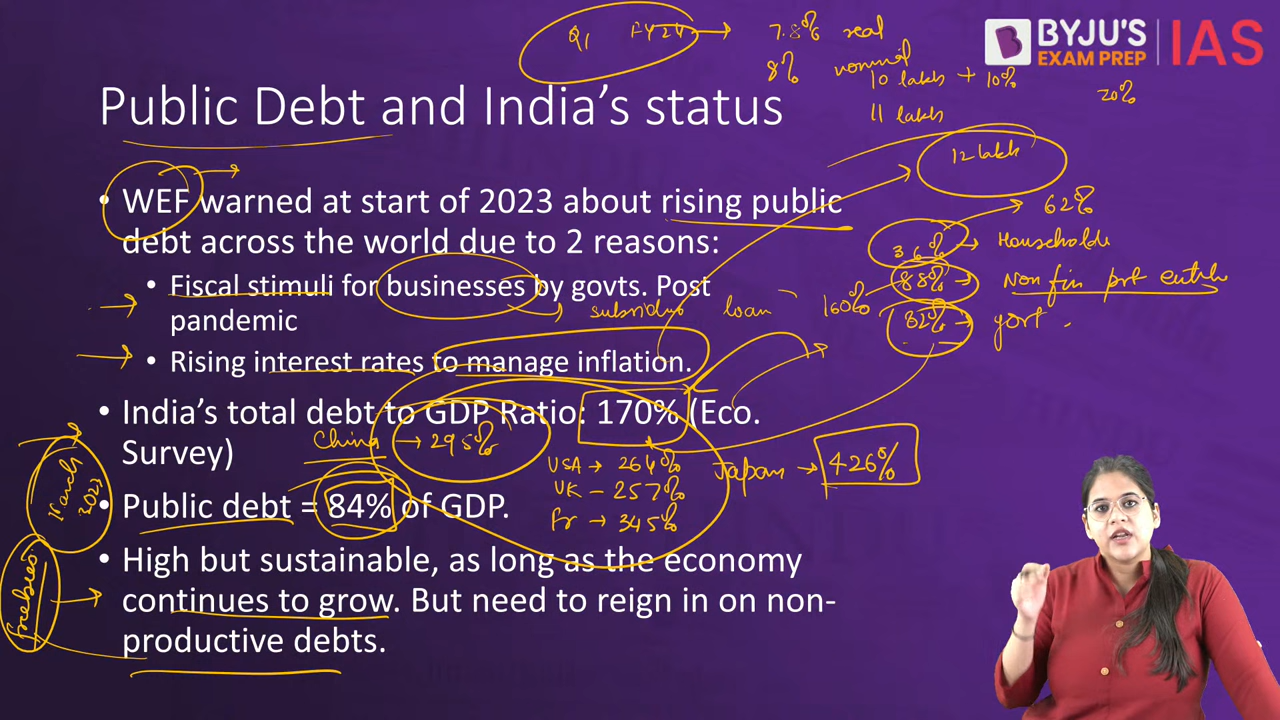 Q1 FY24 → 7.8% real
8% nominal
10 lakh + 10%
20%
11 lakh
12 lakh
BYJU'S
EXAM PREP
IAS
Public Debt and India's status
• WEF warned at start of 2023 about rising public
debt across the world due to 2 reasons:
• Fiscal stimuli for businesses by govts. Post
pandemic
subsidies loan
• Rising interest rates to manage inflation.
62%
36% → Households
88% → Non fin pvt
160%
82% → govt.
• India's total debt to GDP Ratio: 170% (Eco.
Survey)
China → 295%
USA → 264%
UK – 257%
Fr → 345%
Japan → 426%
March
2023
• Public debt = 84% of GDP.
• High but sustainable, as long as the economy
continues to grow. But need to reign in on non-
productive debts.
freebies